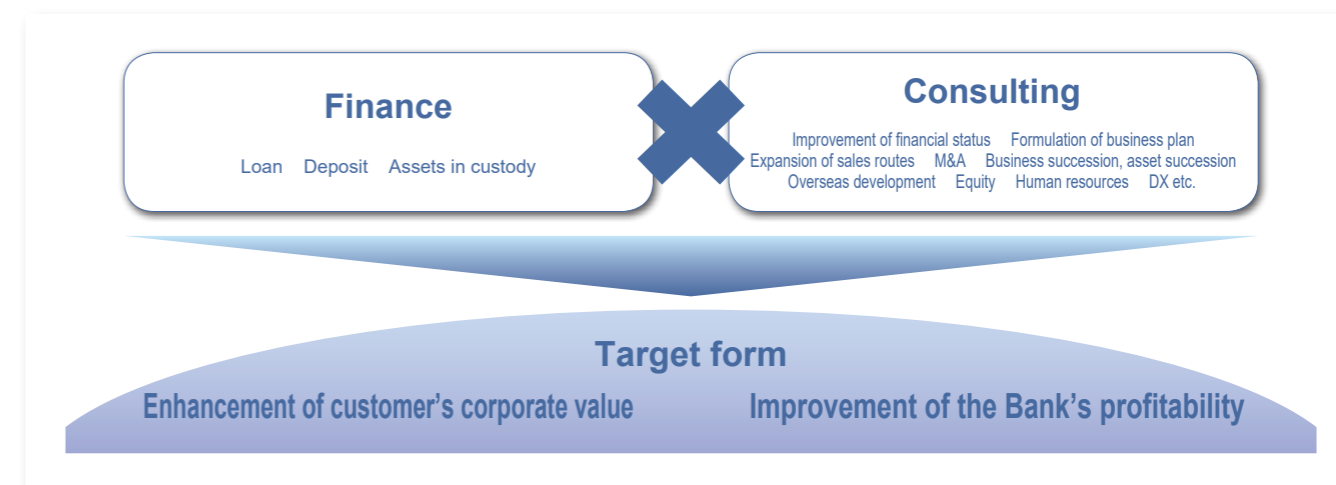 Finance
Loan Deposit Assets in custody
Consulting
Improvement of financial status Formulation of business plan
Expansion of sales routes M&A Business succession, asset succession
Overseas development Equity Human resources DX etc.
Target form
Enhancement of customer’s corporate value Improvement of the Bank’s profitability